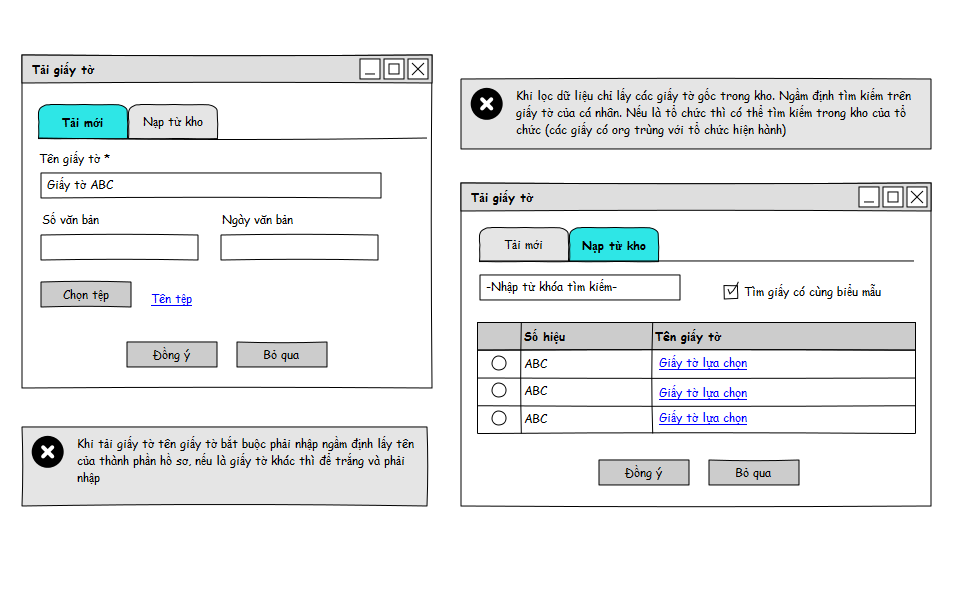 Tải giấy tờ
Tải mới
Nạp từ kho
Tên giấy tờ *
Giấy tờ ABC
Số văn bản
Ngày văn bản
Chọn tệp
Tên tệp
Đồng ý
Bỏ qua
Khi tải giấy tờ tên giấy tờ bắt buộc phải nhập ngầm định lấy tên
của thành phần hồ sơ, nếu là giấy tờ khác thì để trắng và phải
nhập
Khi lọc dữ liệu chỉ lấy các giấy tờ gốc trong kho. Ngầm định tìm kiếm trên
giấy tờ của cá nhân. Nếu là tổ chức thì có thể tìm kiếm trong kho của tổ
chức (các giấy có org trùng với tổ chức hiện hành)
Tải giấy tờ
Tải mới
Nạp từ kho
-Nhập từ khóa tìm kiếm-
Tìm giấy có cùng biểu mẫu
Số hiệu
Tên giấy tờ
ABC
Giấy tờ lựa chọn
ABC
Giấy tờ lựa chọn
ABC
Giấy tờ lựa chọn
Đồng ý
Bỏ qua